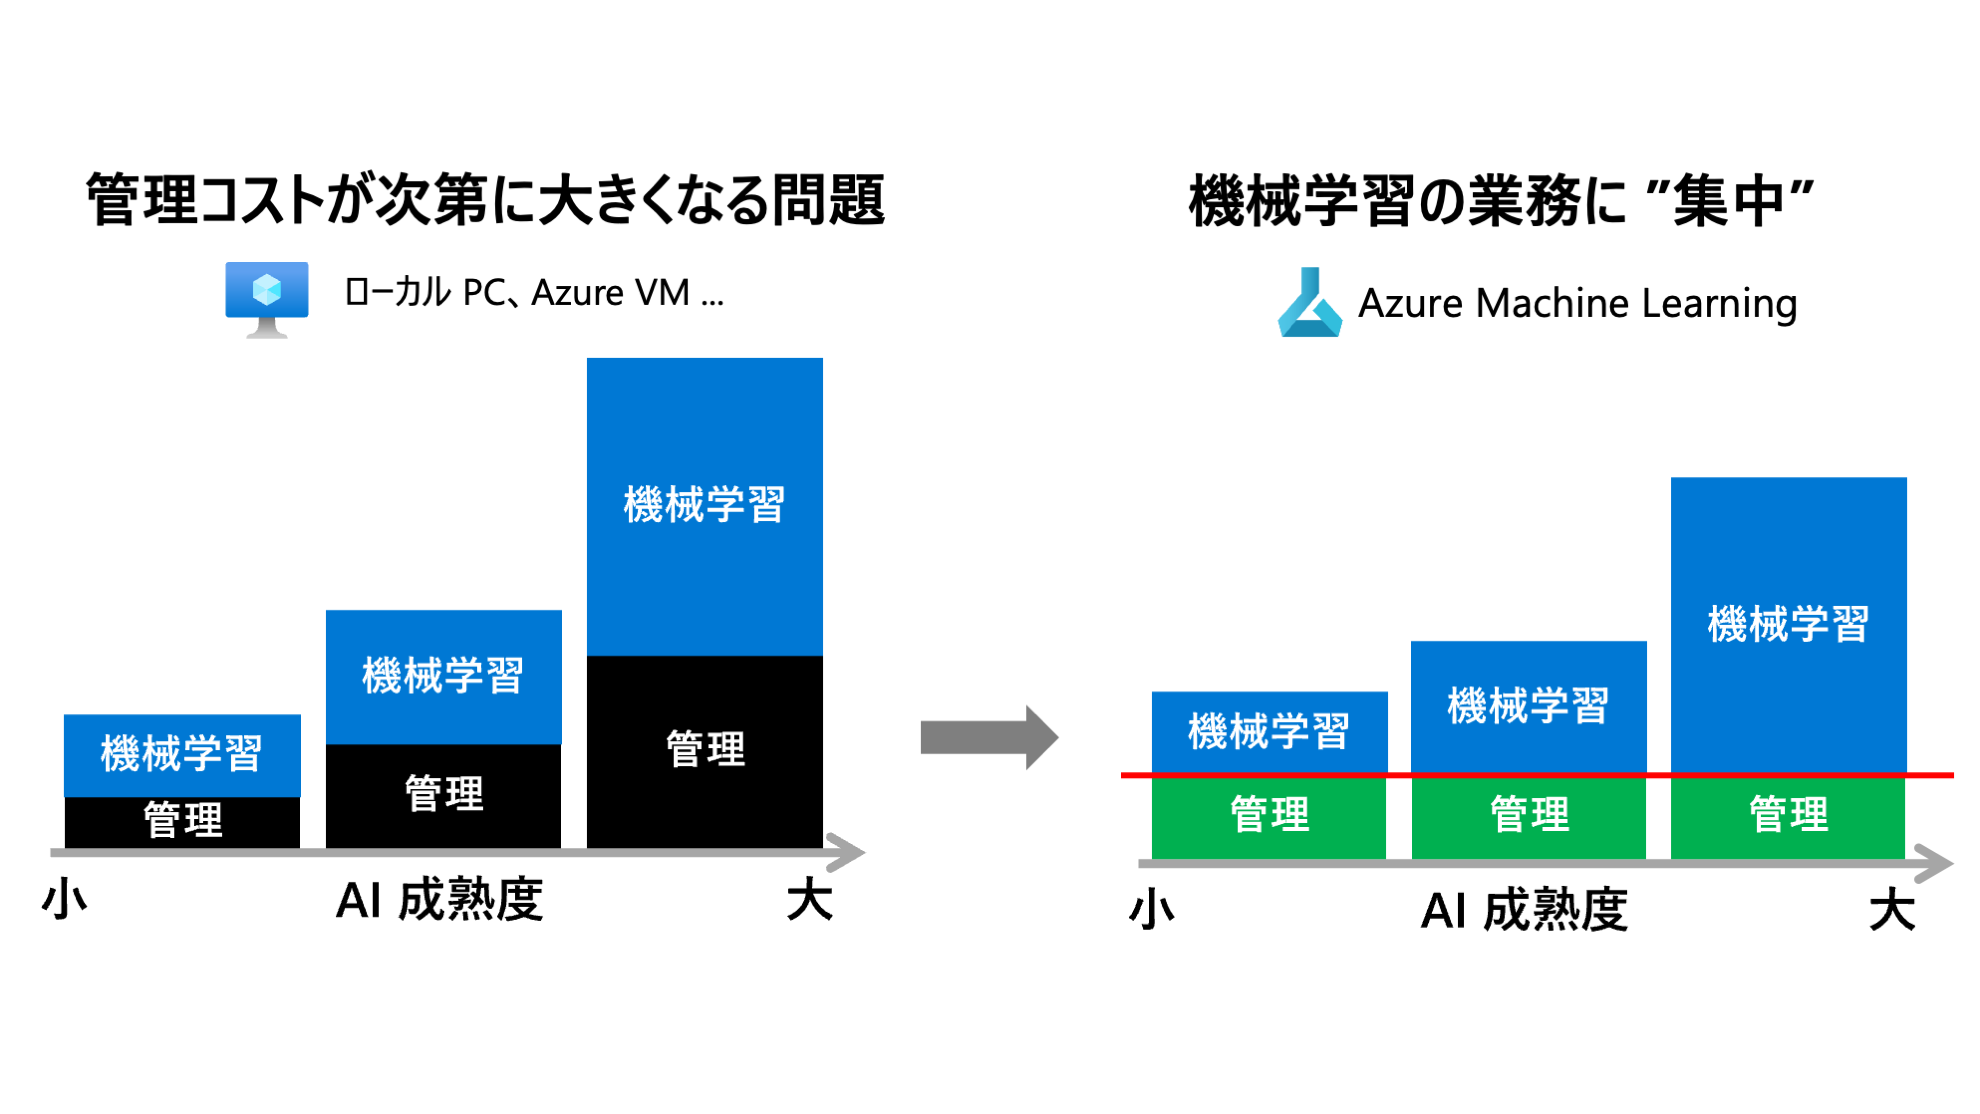 管理コストが次第に大きくなる問題
ローカル PC、Azure VM ...
機械学習
機械学習
機械学習
管理
管理
管理
小
AI 成熟度
大
機械学習の業務に ”集中”
Azure Machine Learning
機械学習
機械学習
機械学習
管理
管理
管理
小
AI 成熟度
大